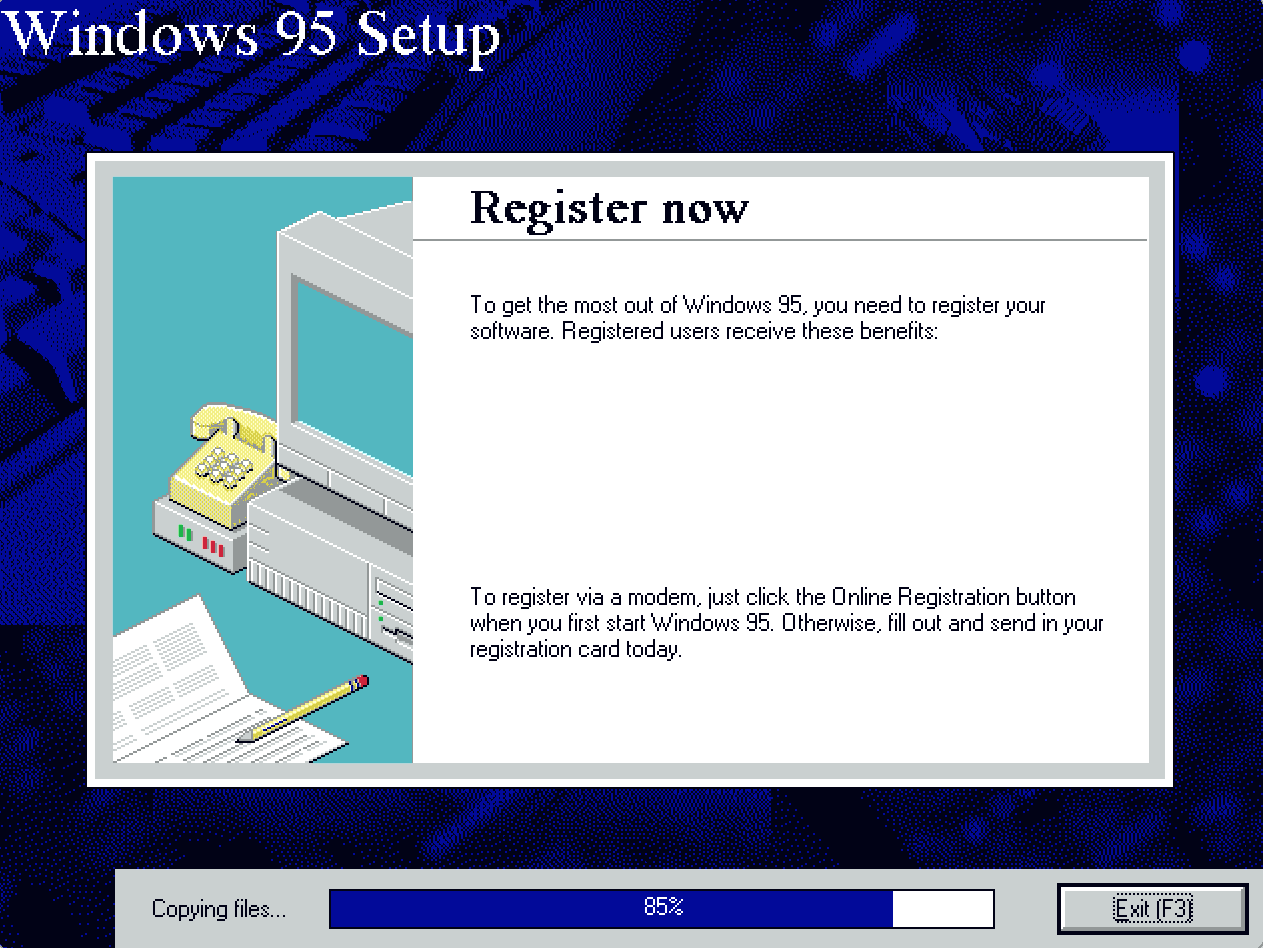 Windows 95 Setup
Register now
To get the most out of Windows 95, you need to register your
software. Registered users receive these benefits:
To register via a modem, just click the Online Registration button
when you first start Windows 95. Otherwise, fill out and send in your
registration card today.
Copying files...
85%
Exit (F3)